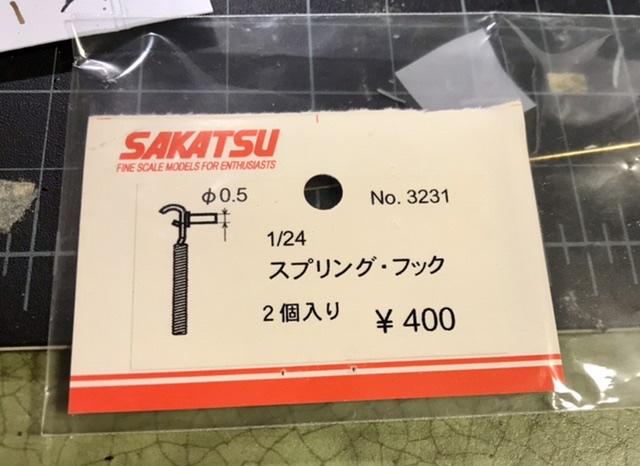 SAKATSU
FINE SCALE MODELS FOR ENTHUSIASTS
φ0.5
No. 3231
1/24
スプリング・フック
2個入り ¥400